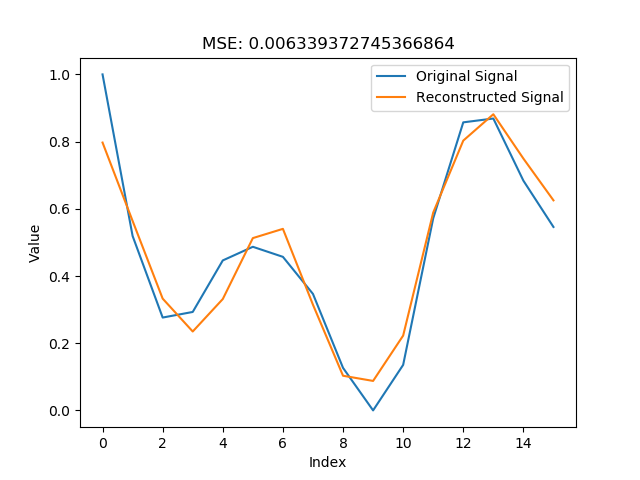 MSE: 0.006339372745366864
Original Signal
Reconstructed Signal
Value
1.0
0.8
0.6
0.4
0.2
0.0
0 2 4 6 8 10 12 14
Index